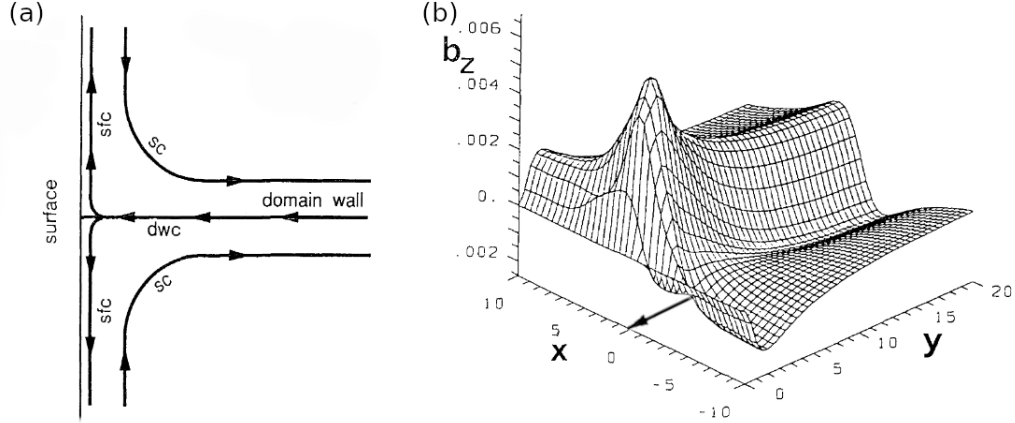 (a)
sfc
sc
surface
domain wall
dwc
sfc
sc
(b)
b_z
.006
.004
.002
0.
.002
10
5
0
-5
-10
x
0
5
10
15
20
y